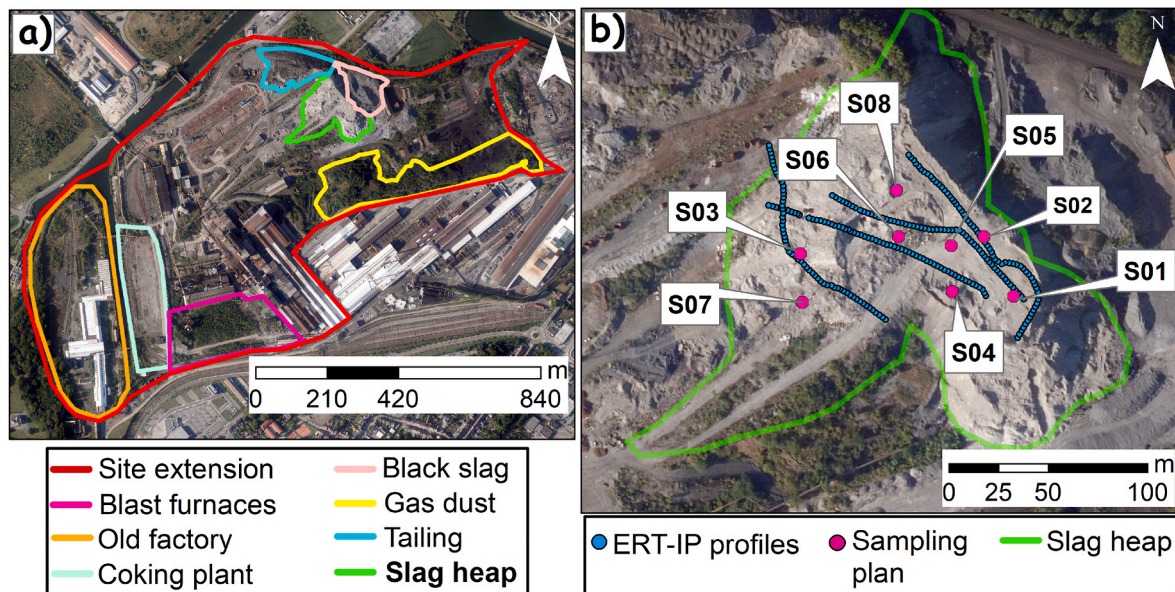 a)
N
m
0 210 420 840
Site extension
Blast furnaces
Old factory
Coking plant
Black slag
Gas dust
Tailing
Slag heap
b)
N
S08
S05
S06
S02
S03
S01
S07
S04
m
0 25 50 100
ERT-IP profiles
Sampling
plan
Slag heap